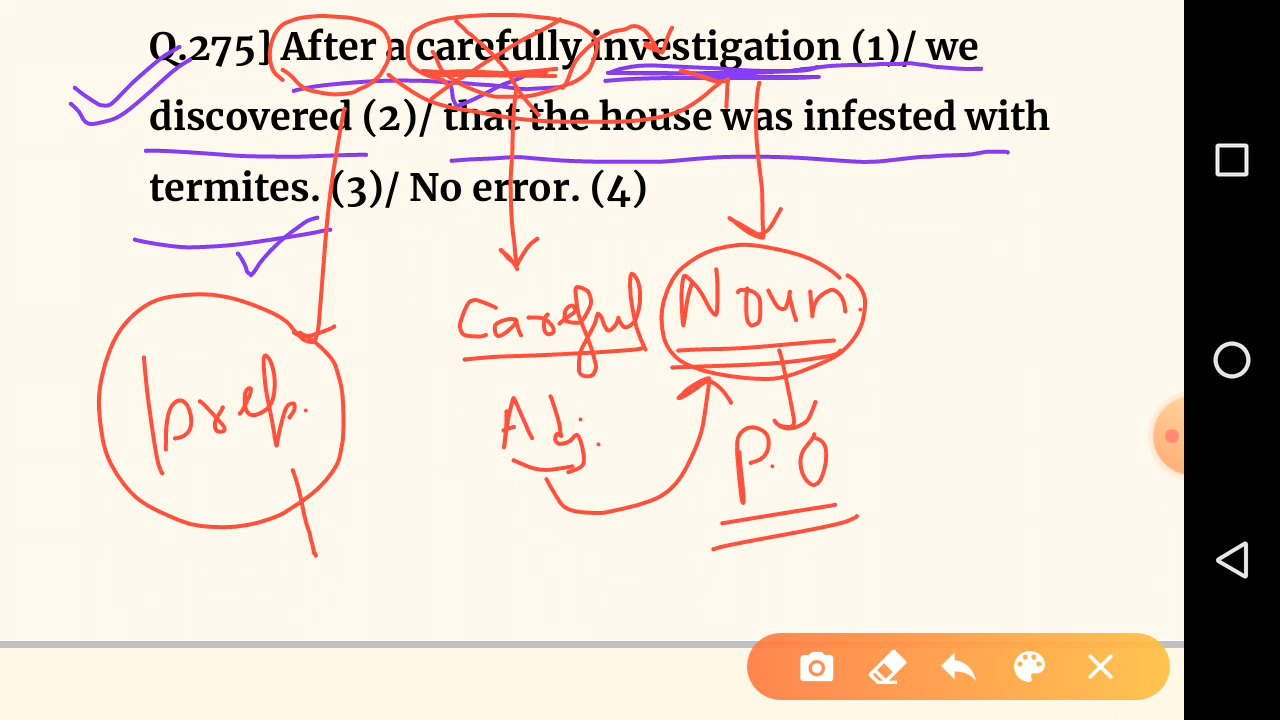 Q.275] After a carefully investigation (1)/ we
discovered (2)/ that the house was infested with
termites. (3)/ No error. (4)
Careful
Noun.
prep.
Adj.
P.O